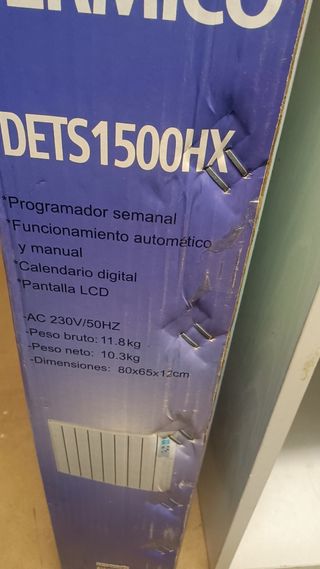 ÉRMICO
DETS1500HX
*Programador semanal
*Funcionamiento automático
y manual
*Calendario digital
*Pantalla LCD
-AC 230V/50HZ
-Peso bruto: 11.8kg
-Peso neto: 10.3kg
-Dimensiones: 80x65x12cm